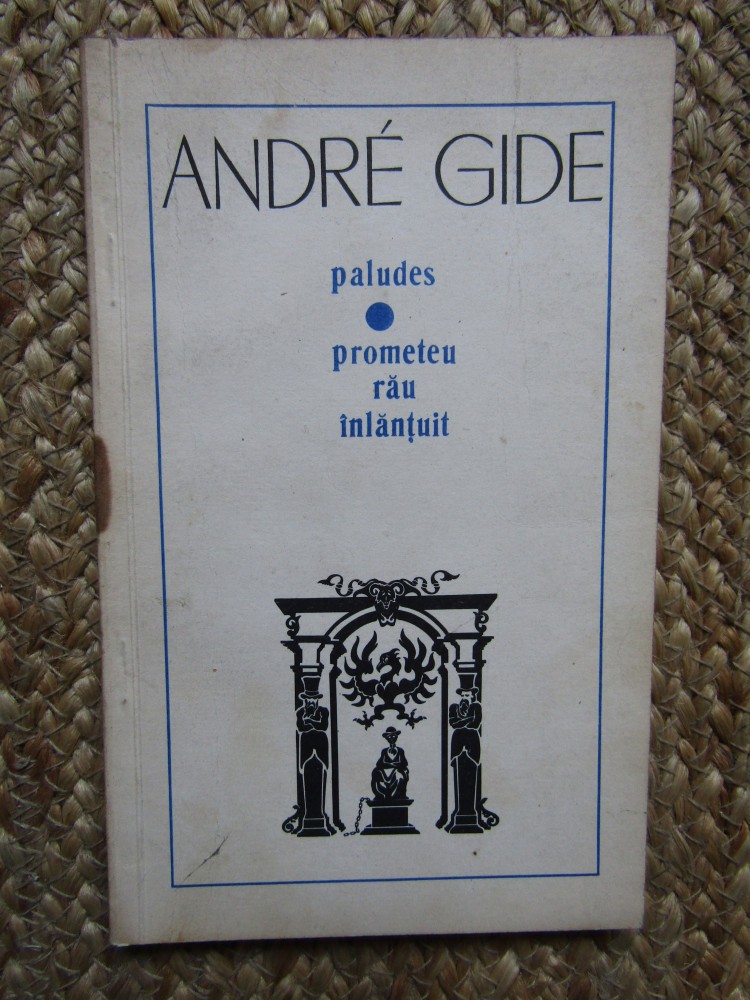 ANDRÉ GIDE
paludes
prometeu
rău
înlănțuit